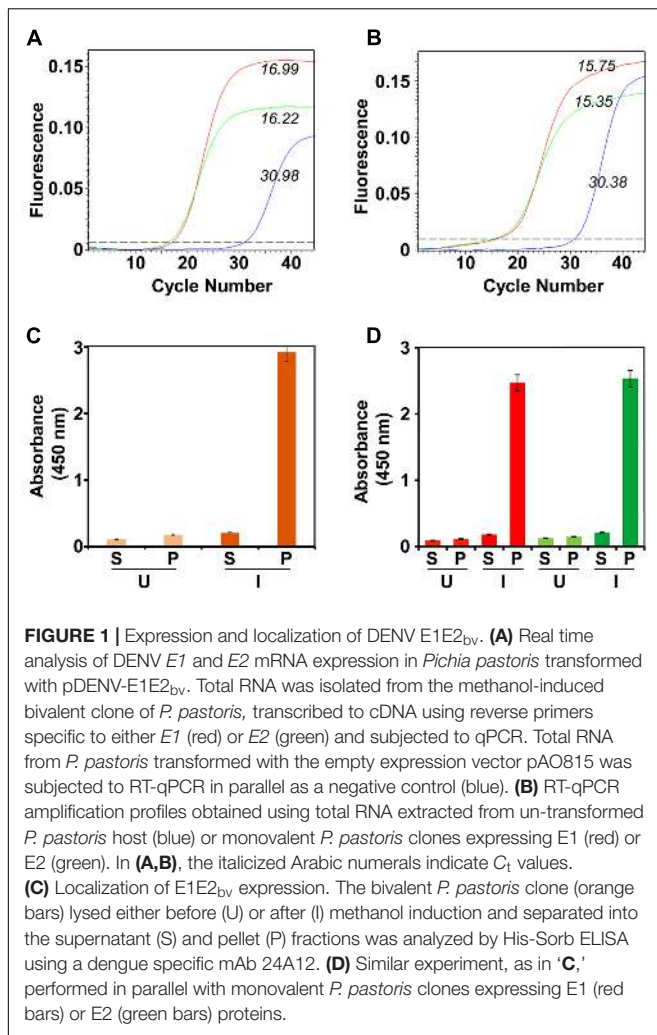 A
B
0.15
0.10
0.05
0
Fluorescence
16.99
16.22
30.98
10
20
30
40
Cycle Number
0.15
0.10
0.05
0
Fluorescence
15.75
15.35
30.38
10
20
30
40
Cycle Number
C
D
3
2
1
0
Absorbance
(450 nm)
S P S P
U I
3
2
1
0
Absorbance
(450 nm)
S P S P S P S P
U I U I
FIGURE 1 | Expression and localization of DENV E1E2bv. (A) Real time
analysis of DENV E1 and E2 mRNA expression in Pichia pastoris transformed
with pDENV-E1E2bv. Total RNA was isolated from the methanol-induced
bivalent clone of P. pastoris, transcribed to cDNA using reverse primers
specific to either E1 (red) or E2 (green) and subjected to qPCR. Total RNA
from P. pastoris transformed with the empty expression vector pAO815 was
subjected to RT-qPCR in parallel as a negative control (blue). (B) RT-qPCR
amplification profiles obtained using total RNA extracted from un-transformed
P. pastoris host (blue) or monovalent P. pastoris clones expressing E1 (red) or
E2 (green). In (A,B), the italicized Arabic numerals indicate Ct values.
(C) Localization of E1E2bv expression. The bivalent P. pastoris clone (orange
bars) lysed either before (U) or after (I) methanol induction and separated into
the supernatant (S) and pellet (P) fractions was analyzed by His-Sorb ELISA
using a dengue specific mAb 24A12. (D) Similar experiment, as in ‘C,’
performed in parallel with monovalent P. pastoris clones expressing E1 (red
bars) or E2 (green bars) proteins.